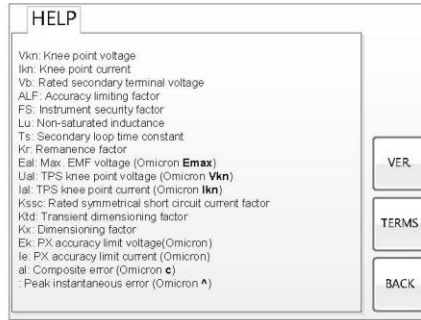 HELP
Vkn: Knee point voltage
Ikn: Knee point current
Vb: Rated secondary terminal voltage
ALF: Accuracy limiting factor
FS: Instrument security factor
Lu: Non-saturated inductance
Ts: Secondary loop time constant
Kr: Remanence factor
Eal: Max. EMF voltage (Omicron Emax)
Ual: TPS knee point voltage (Omicron Vkn)
Ial: TPS knee point current (Omicron Ikn)
Kssc: Rated symmetrical short circuit current factor
Ktd: Transient dimensioning factor
Kx: Dimensioning factor
Ek: PX accuracy limit voltage(Omicron)
Ie: PX accuracy limit current (Omicron)
al: Composite error (Omicron c)
: Peak instantaneous error (Omicron ^)
VER.
TERMS
BACK